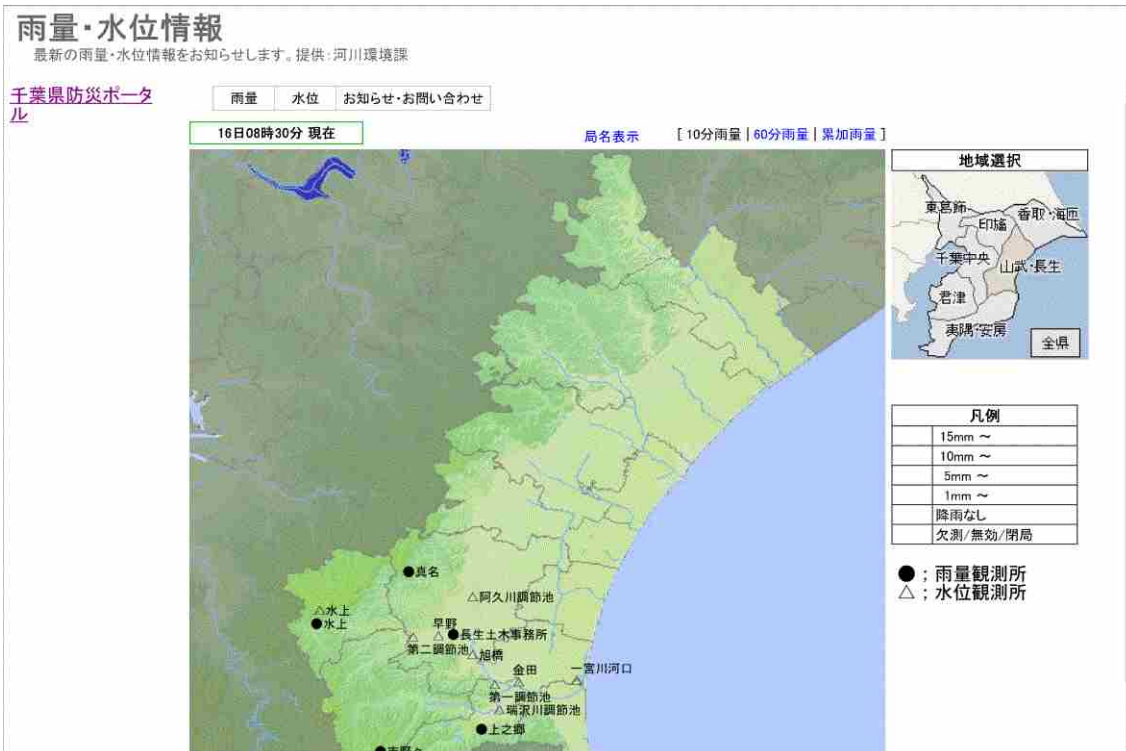 雨量・水位情報
最新の雨量・水位情報をお知らせします。提供：河川環境課
千葉県防災ポータ
ル
雨量 水位 お知らせ・お問い合わせ
16日08時30分 現在
局名表示 [ 10分雨量 | 60分雨量 | 累加雨量 ]
地域選択
東葛飾
印旛
香取・海匝
千葉中央
山武・長生
君津
夷隅・安房
全県
凡例
15mm ～
10mm ～
5mm ～
1mm ～
降雨なし
欠測/無効/閉局
●；雨量観測所
△；水位観測所
●真名
△阿久川調節池
△水上
●水上
早野
△ △●長生土木事務所
第二調節池
△旭橋
金田
△
一宮川河口
△
△
第一調節池
△瑞沢川調節池
●上之郷